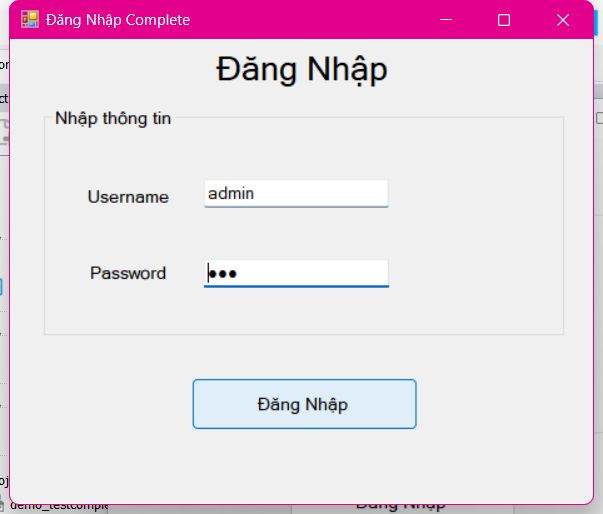 Đăng Nhập Complete
Đăng Nhập
Nhập thông tin
Username
admin
Password
•••
Đăng Nhập
demo_testcomple
Đăng Nhập